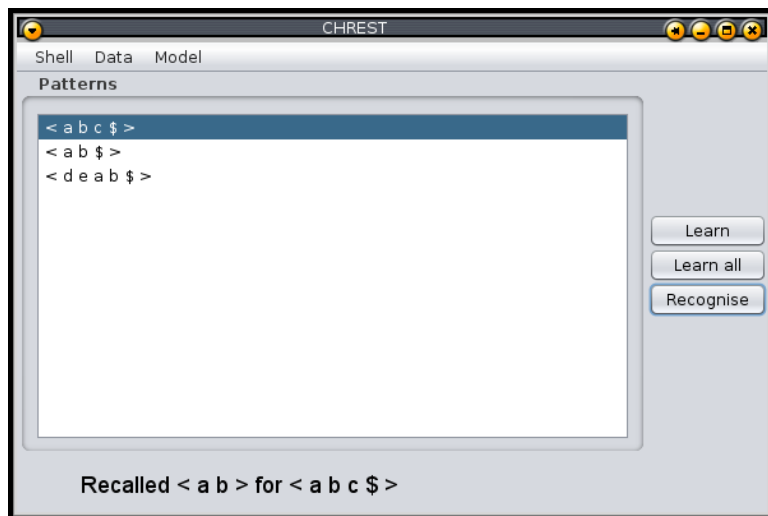 CHREST
Shell Data Model
Patterns
< a b c $ >
< a b $ >
< d e a b $ >
Learn
Learn all
Recognise
Recalled < a b > for < a b c $ >